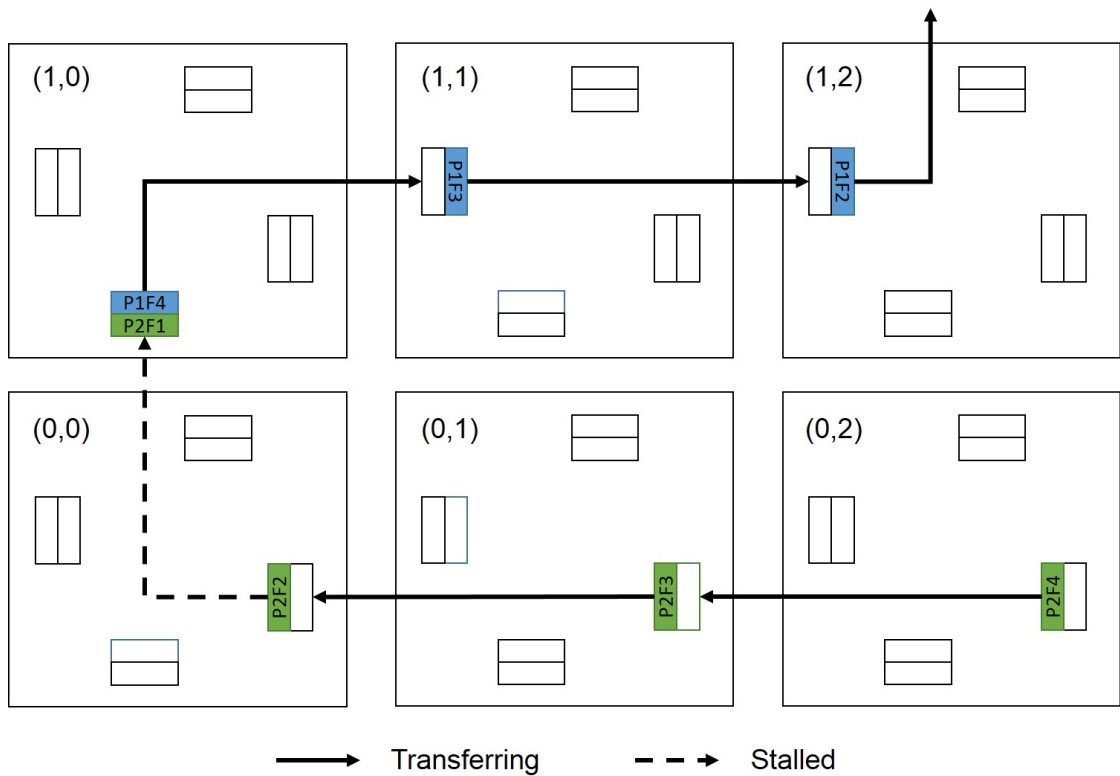 (1,0)
(1,1)
(1,2)
P1F3
P1F2
P1F4
P2F1
(0,0)
(0,1)
(0,2)
P2F2
P2F3
P2F4
Transferring
Stalled